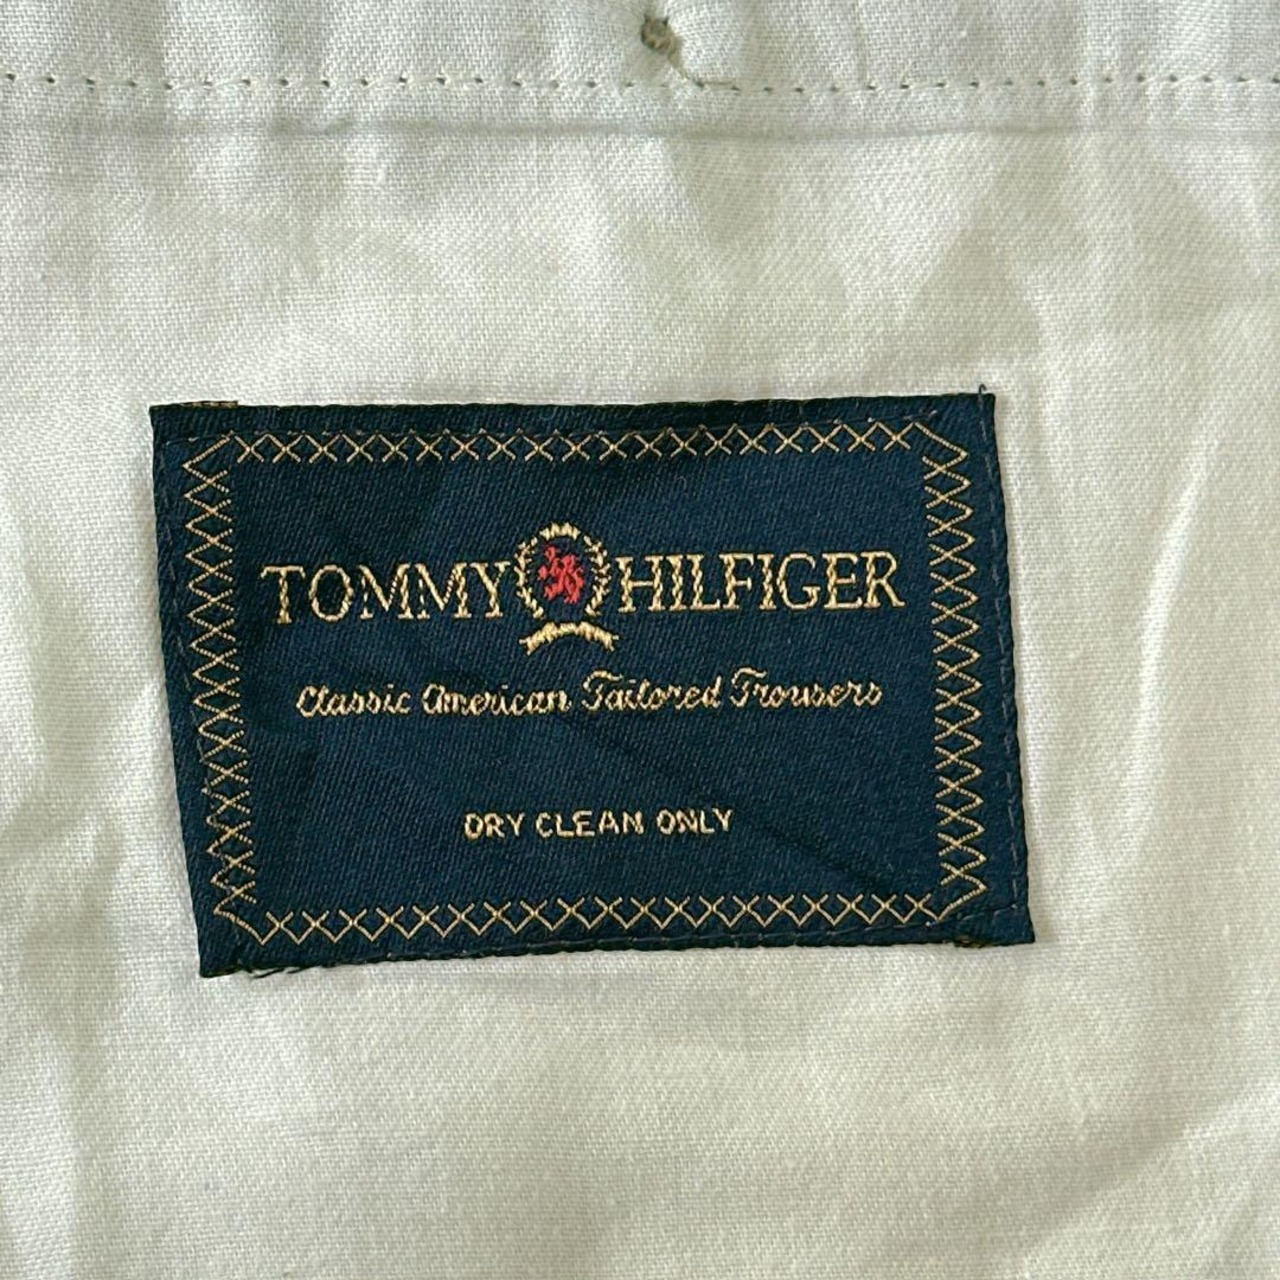 TOMMY HILFIGER
Classic American Tailored Trousers
DRY CLEAN ONLY